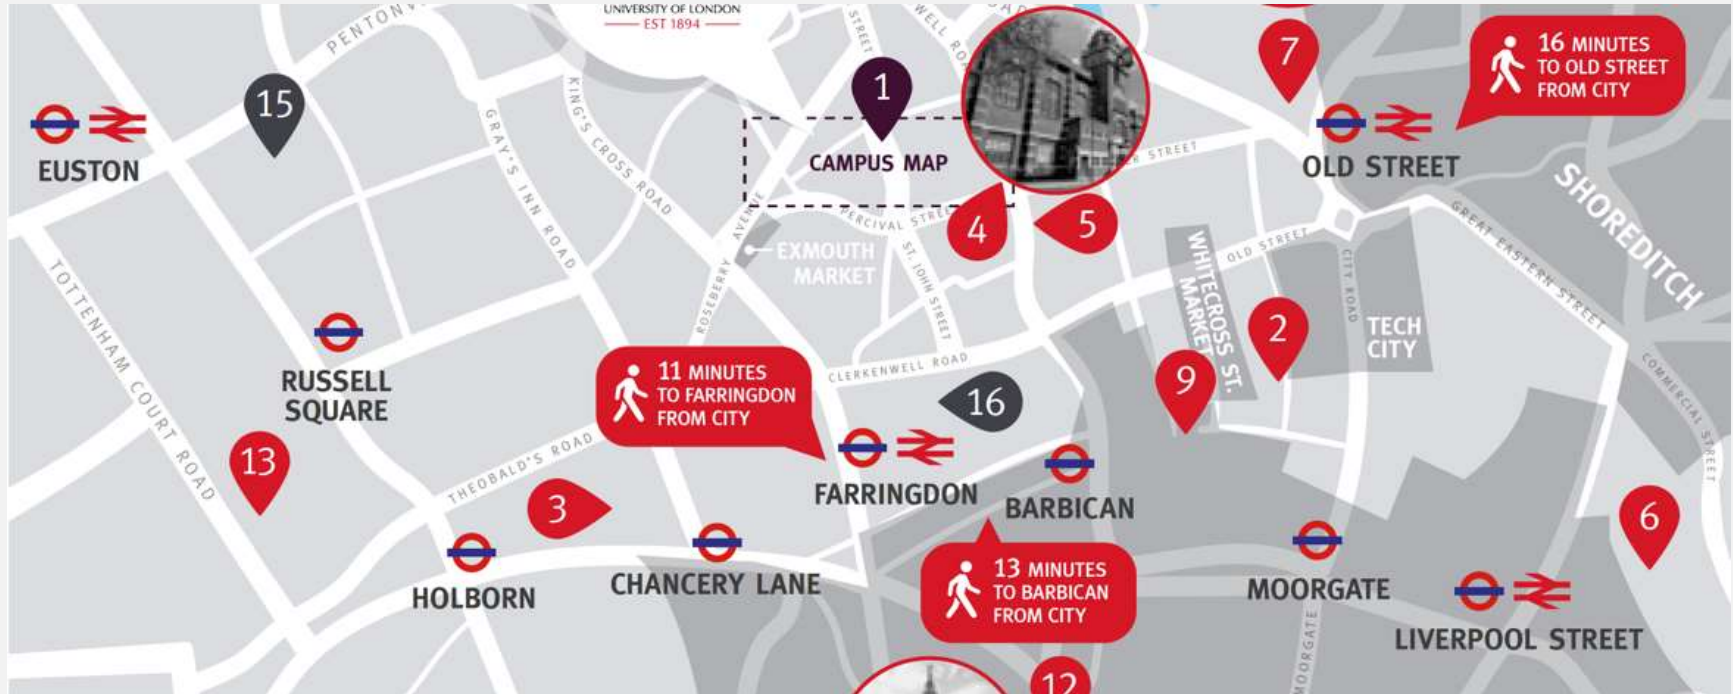 UNIVERSITY OF LONDON
EST 1894
STREET
7
16 MINUTES
TO OLD STREET
FROM CITY
15
1
EUSTON
CAMPUS MAP
STREET
OLD STREET
KING'S CROSS ROAD
GRAY'S INN ROAD
SHOREDITCH
4
5
PERCIVAL
AVENUE
ROSEBERRY
EXMOUTH
MARKET
ST. JOHN STREET
OLD STREET
GREAT EASTERN STREET
CITY ROAD
WHITECROSS ST.
MARKET
2
TECH
CITY
TOTTENHAM COURT ROAD
RUSSELL
SQUARE
11 MINUTES
TO FARRINGDON
FROM CITY
CLERKENWELL ROAD
16
9
COMMERCIAL STREET
13
THEOBALD'S ROAD
3
FARRINGDON
BARBICAN
6
HOLBORN
CHANCERY LANE
13 MINUTES
TO BARBICAN
FROM CITY
MOORGATE
LIVERPOOL STREET
MOORGATE
12